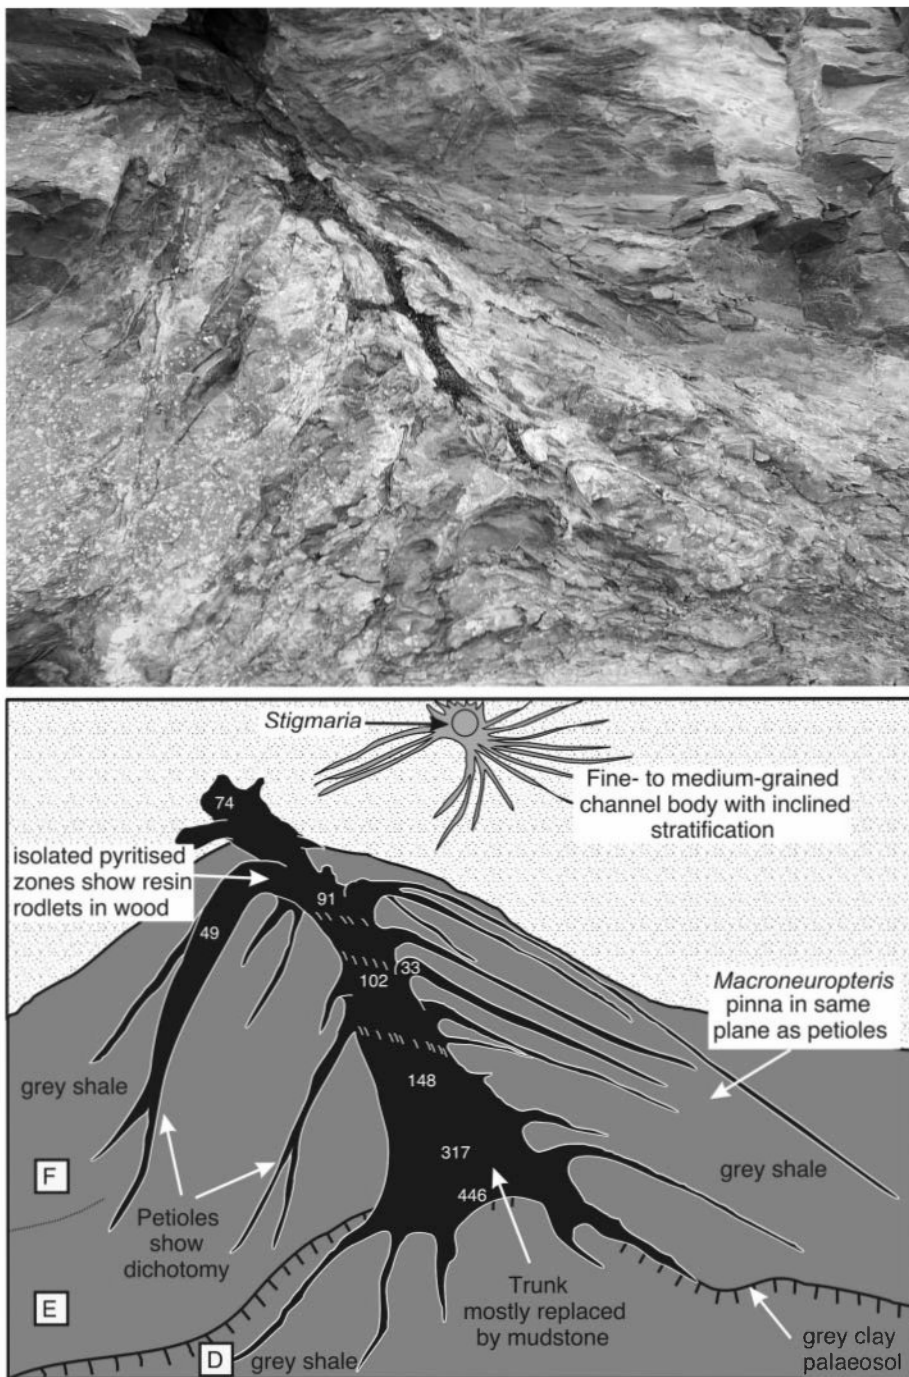 Stigmaria
Fine- to medium-grained
channel body with inclined
stratification
74
isolated pyritised
zones show resin
rodlets in wood
91
49
33
102
Macroneuropteris
pinna in same
plane as petioles
grey shale
148
317
grey shale
F
446
Petioles
show
dichotomy
E
Trunk
mostly replaced
by mudstone
D
grey shale
grey clay
palaeosol